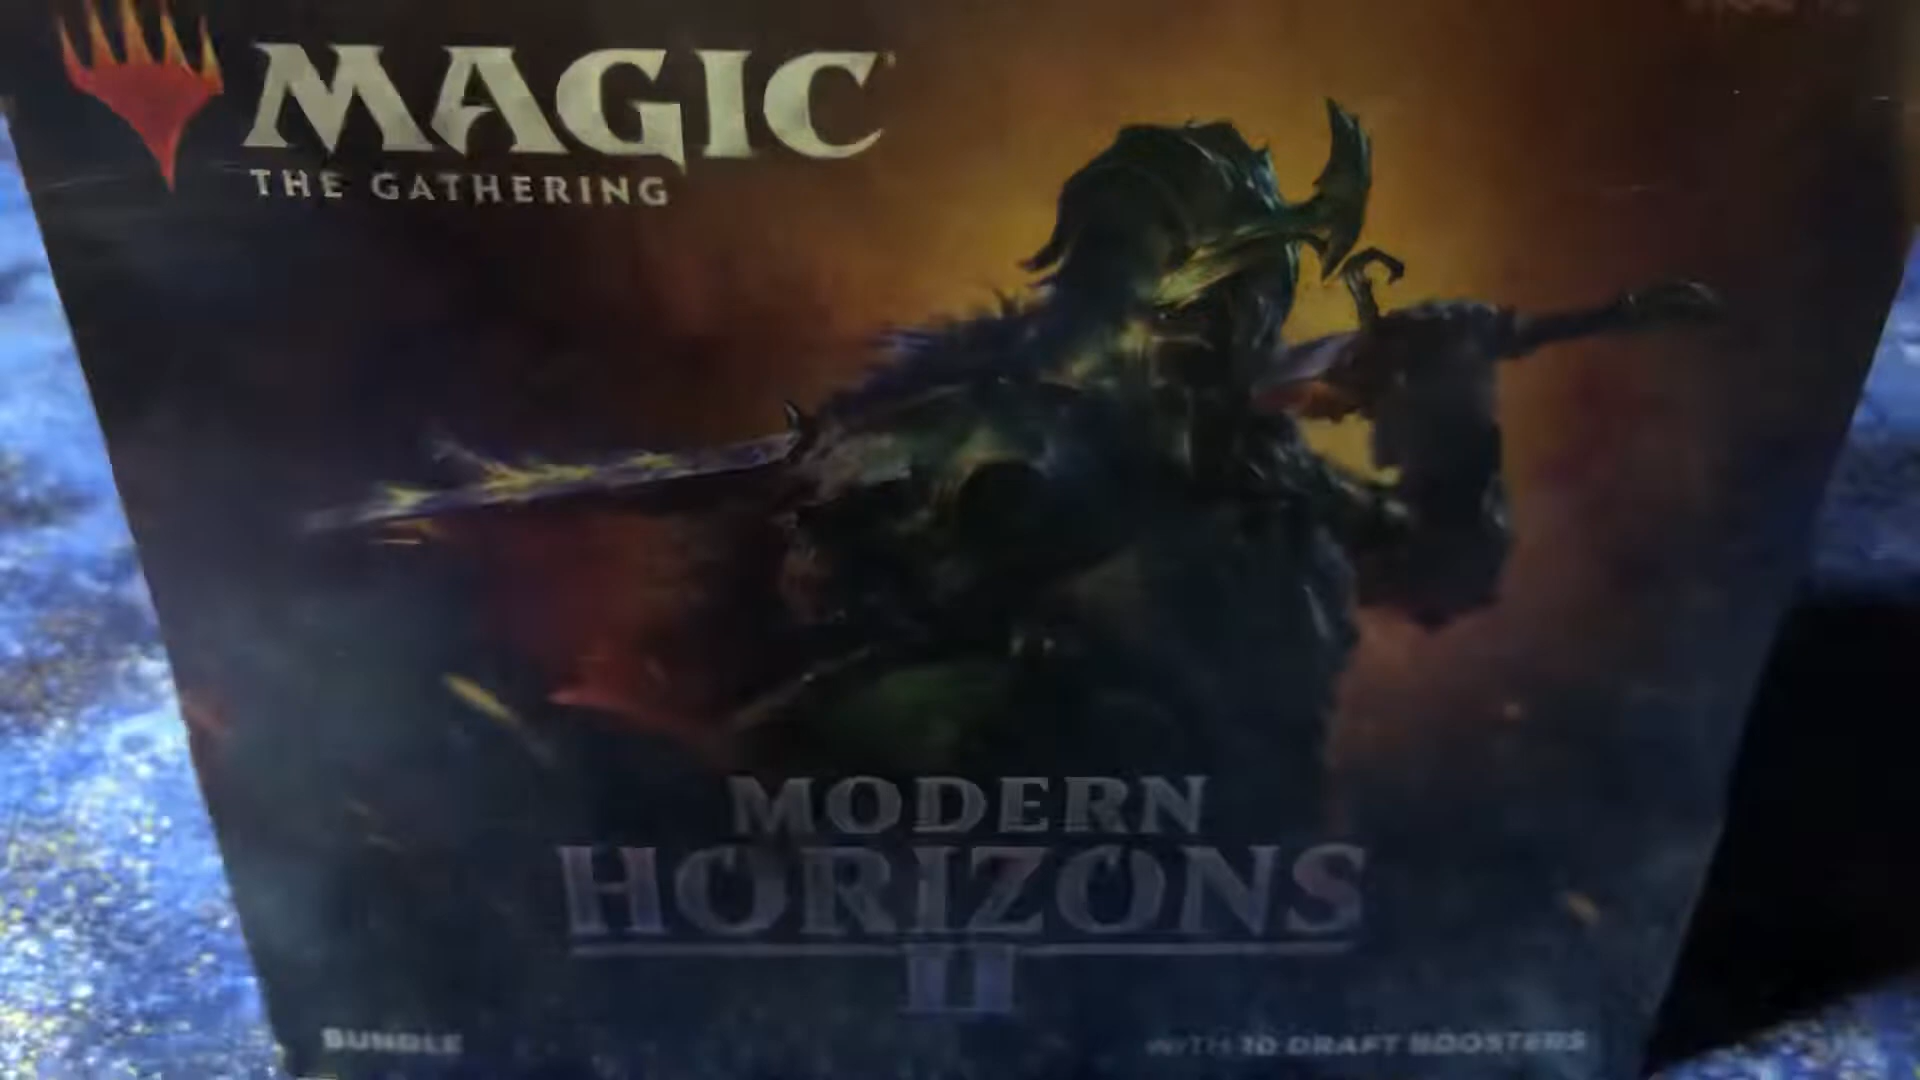 MAGIC
THE GATHERING
MODERN
HORIZONS
II
BUNDLE
WITH 10 DRAFT BOOSTERS